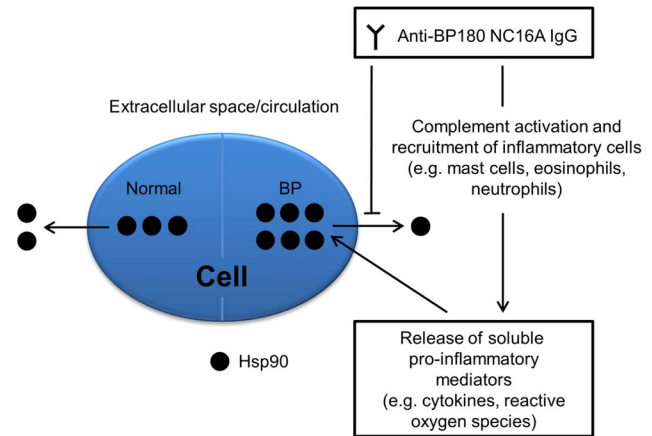 Anti-BP180 NC16A IgG
Extracellular space/circulation
Complement activation and
recruitment of inflammatory cells
(e.g. mast cells, eosinophils,
neutrophils)
Normal
BP
Cell
Hsp90
Release of soluble
pro-inflammatory
mediators
(e.g. cytokines, reactive
oxygen species)